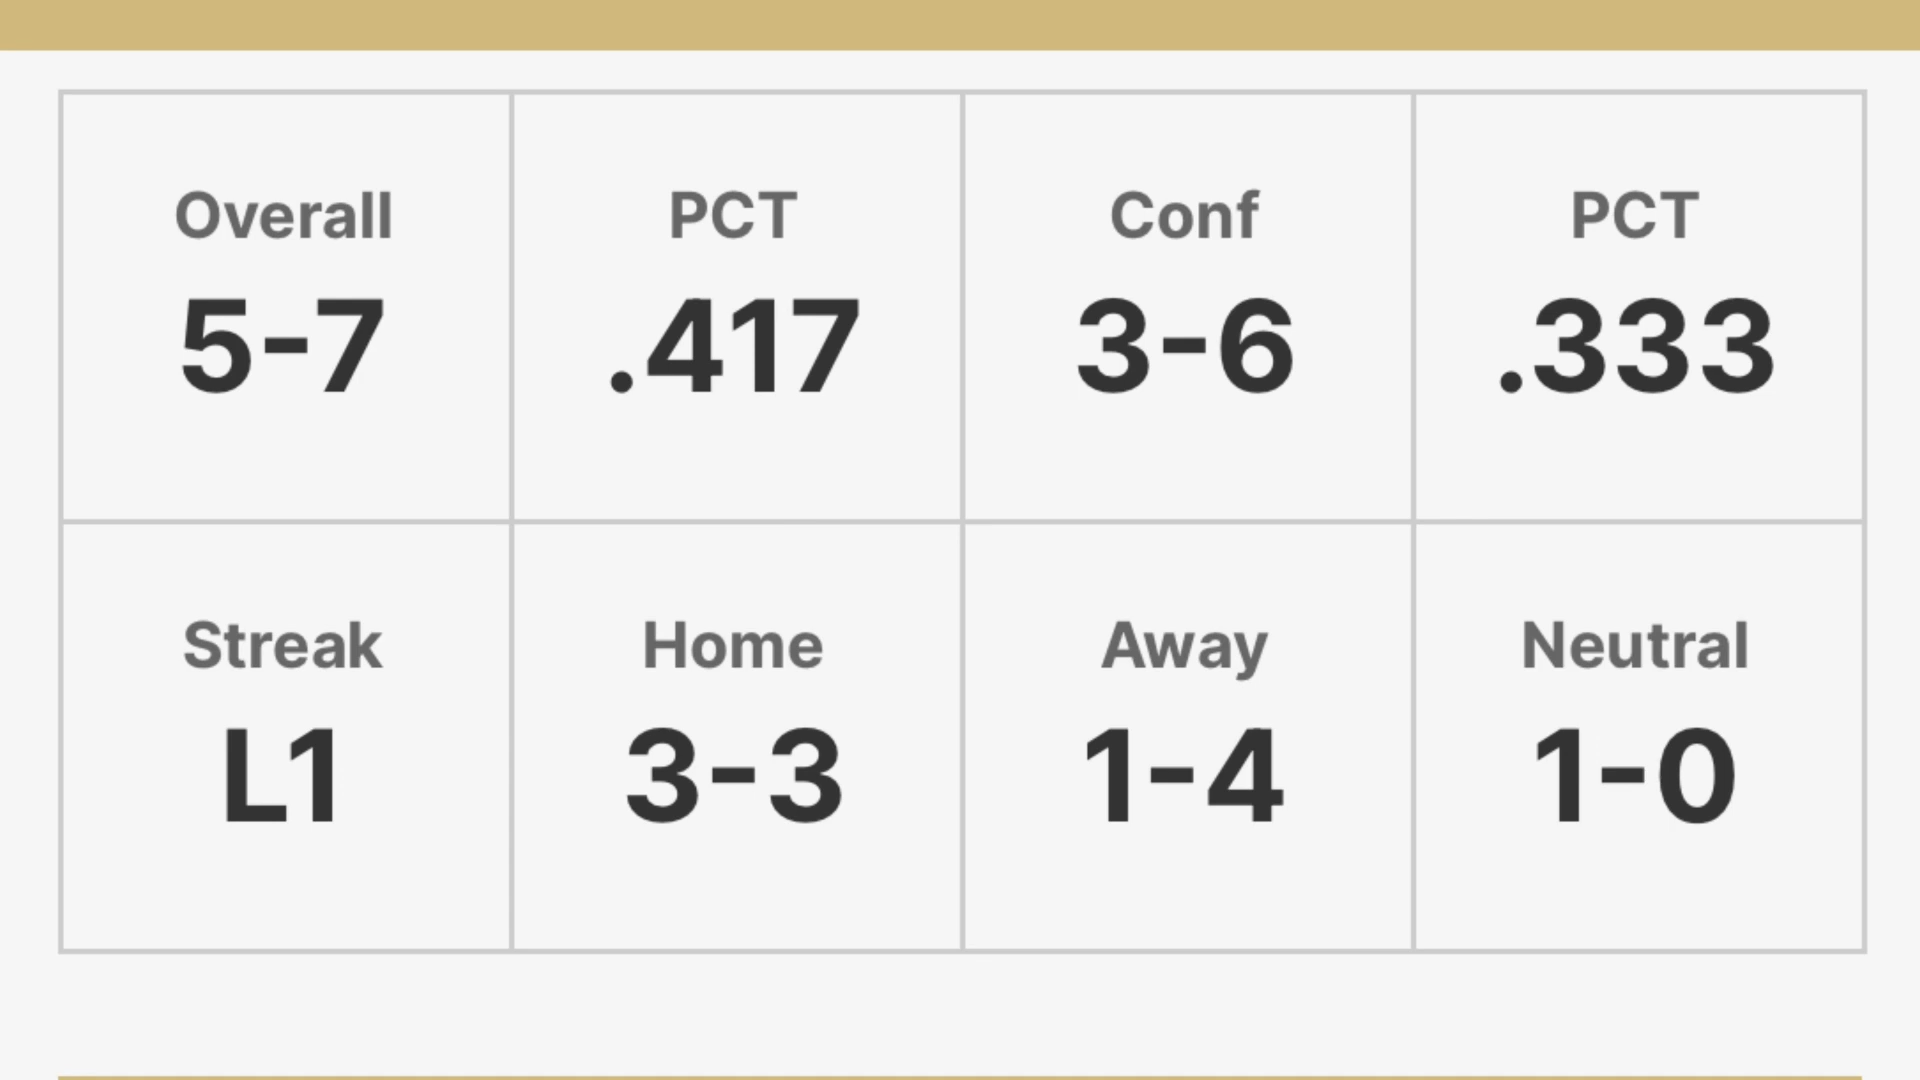 Overall PCT Conf PCT
5-7 .417 3-6 .333
Streak Home Away Neutral
L1 3-3 1-4 1-0